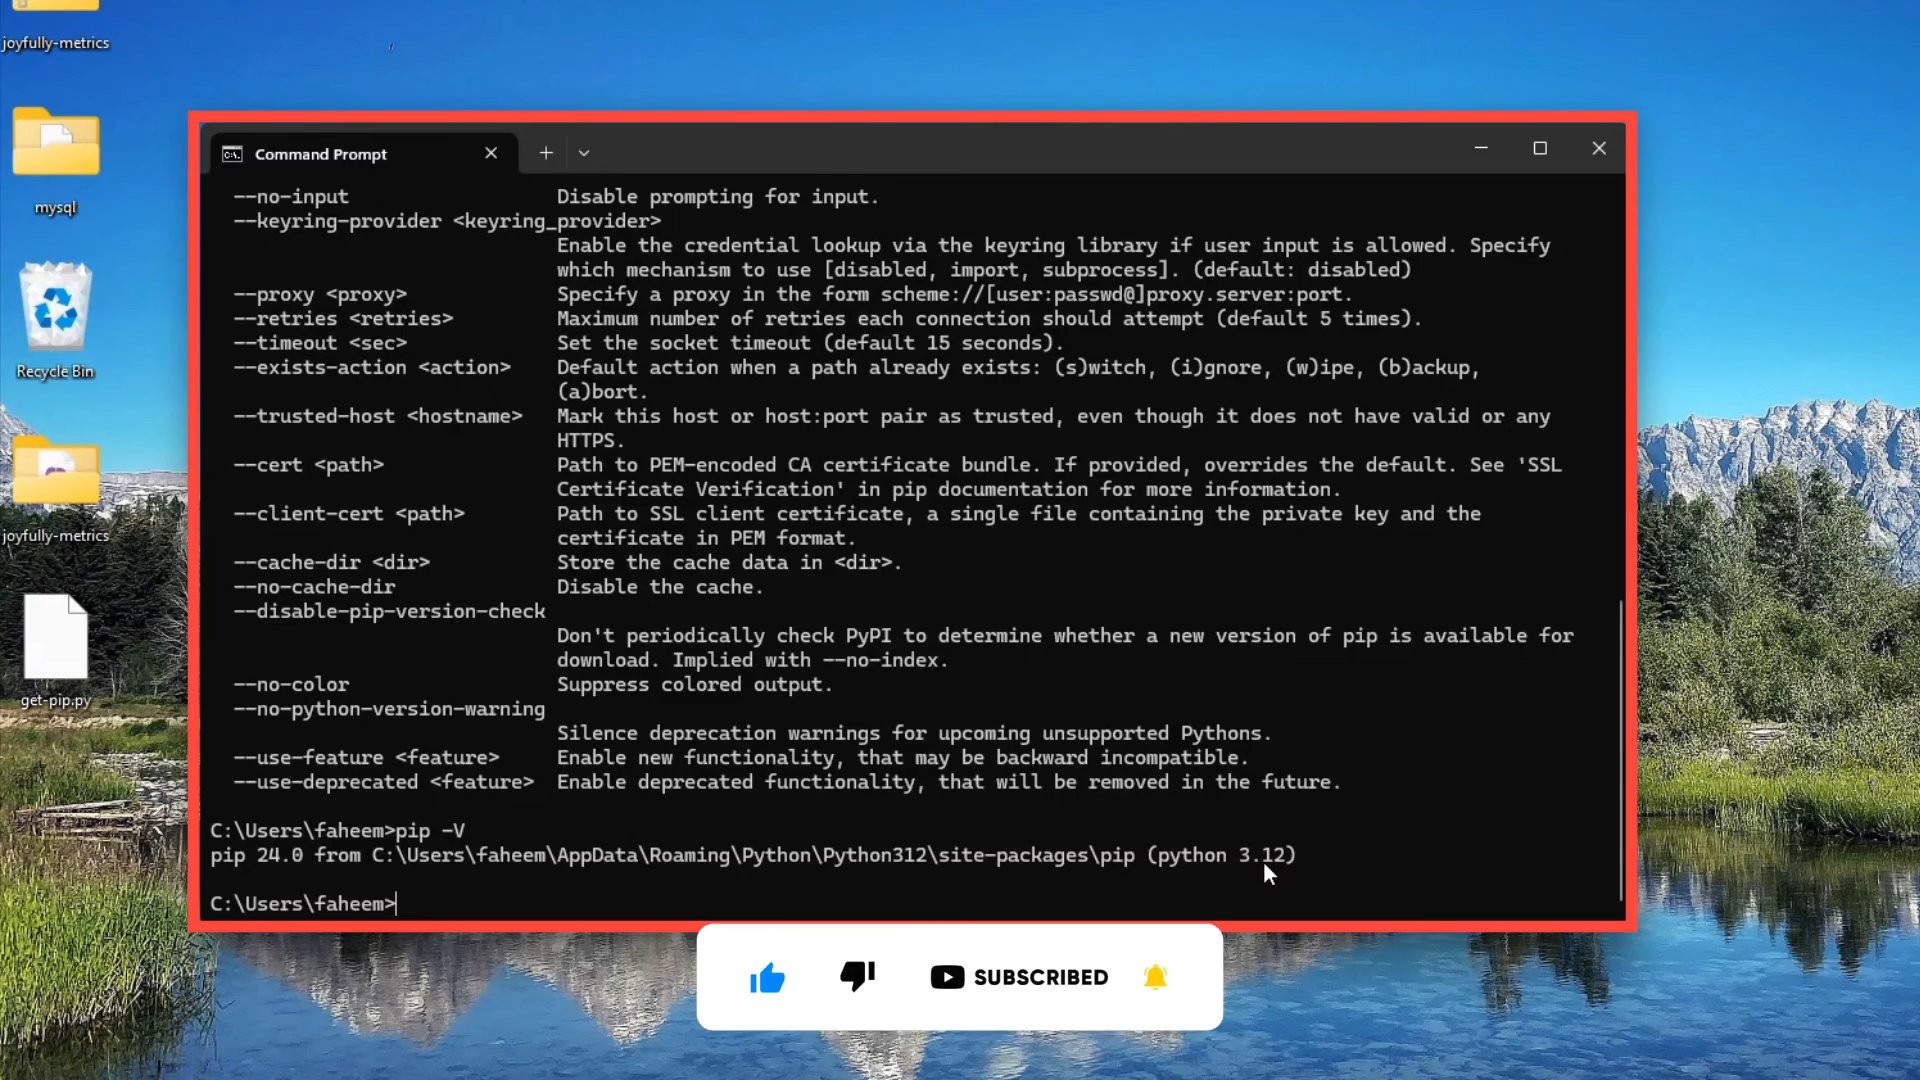 joyfully-metrics
mysql
Recycle Bin
joyfully-metrics
get-pip.py
Command Prompt
--no-input Disable prompting for input.
--keyring-provider <keyring_provider>
Enable the credential lookup via the keyring library if user input is allowed. Specify
which mechanism to use [disabled, import, subprocess]. (default: disabled)
--proxy <proxy> Specify a proxy in the form scheme://[user:passwd@]proxy.server:port.
--retries <retries> Maximum number of retries each connection should attempt (default 5 times).
--timeout <sec> Set the socket timeout (default 15 seconds).
--exists-action <action> Default action when a path already exists: (s)witch, (i)gnore, (w)ipe, (b)ackup,
(a)bort.
--trusted-host <hostname> Mark this host or host:port pair as trusted, even though it does not have valid or any
HTTPS.
--cert <path> Path to PEM-encoded CA certificate bundle. If provided, overrides the default. See 'SSL
Certificate Verification' in pip documentation for more information.
--client-cert <path> Path to SSL client certificate, a single file containing the private key and the
certificate in PEM format.
--cache-dir <dir> Store the cache data in <dir>.
--no-cache-dir Disable the cache.
--disable-pip-version-check
Don't periodically check PyPI to determine whether a new version of pip is available for
download. Implied with --no-index.
--no-color Suppress colored output.
--no-python-version-warning
Silence deprecation warnings for upcoming unsupported Pythons.
--use-feature <feature> Enable new functionality, that may be backward incompatible.
--use-deprecated <feature> Enable deprecated functionality, that will be removed in the future.
C:\Users\faheem>pip -V
pip 24.0 from C:\Users\faheem\AppData\Roaming\Python\Python312\site-packages\pip (python 3.12)
C:\Users\faheem>
SUBSCRIBED